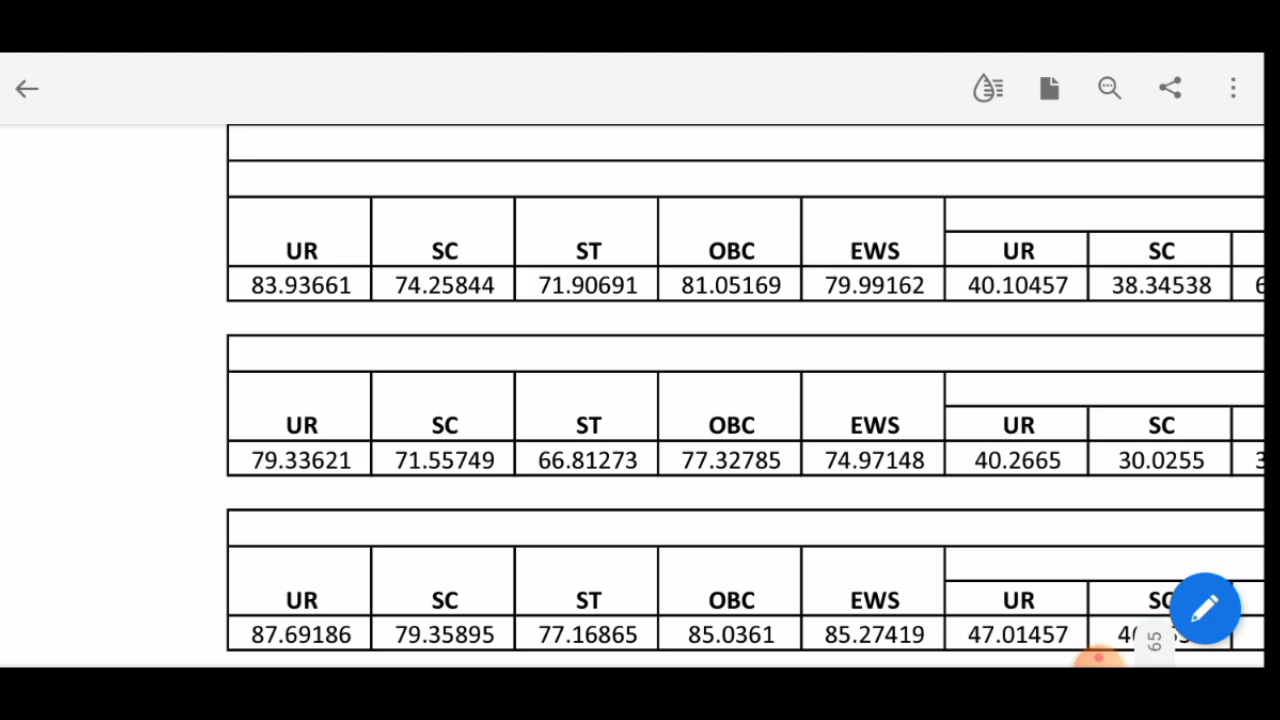 UR SC ST OBC EWS UR SC
83.93661 74.25844 71.90691 81.05169 79.99162 40.10457 38.34538
UR SC ST OBC EWS UR SC
79.33621 71.55749 66.81273 77.32785 74.97148 40.2665 30.0255
UR SC ST OBC EWS UR SC
87.69186 79.35895 77.16865 85.0361 85.27419 47.01457
65